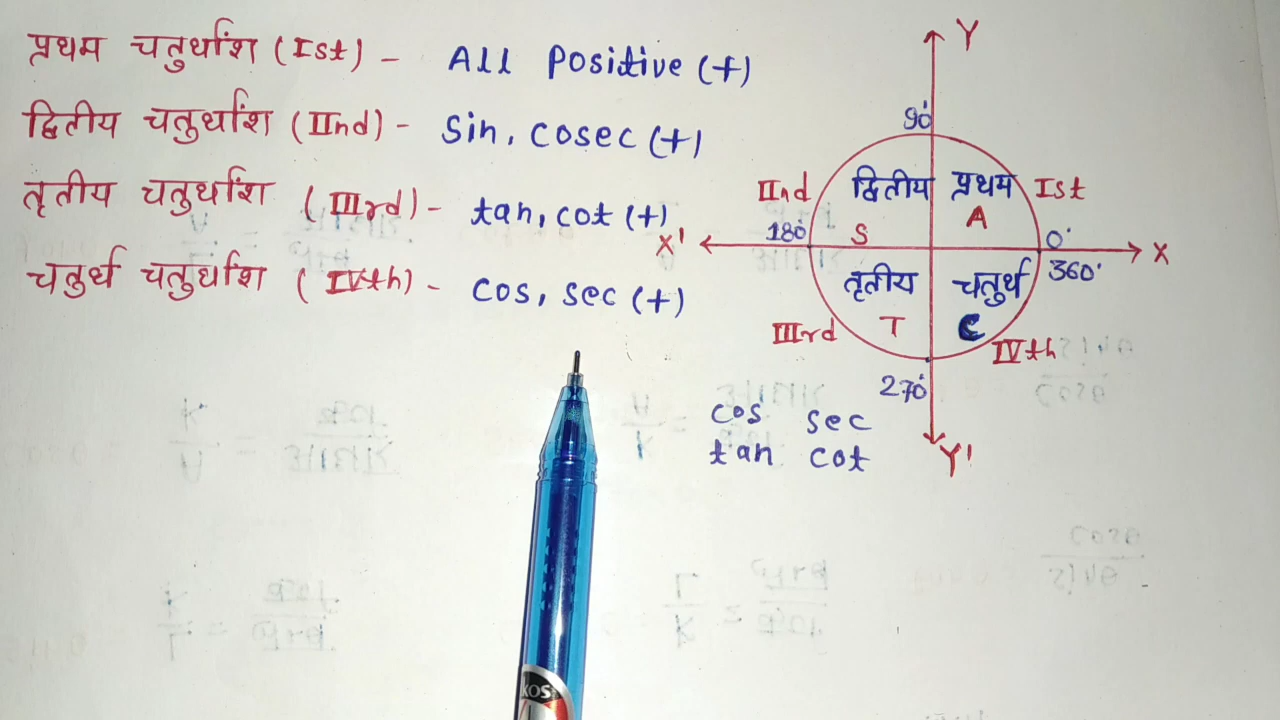 प्रथम चतुर्थांश (Ist) - All Positive (+)
द्वितीय चतुर्थांश (IInd) - Sin, Cosec (+)
तृतीय चतुर्थांश (IIIrd) - tan, cot (+)
चतुर्थ चतुर्थांश (IVth) - Cos, Sec (+)
Y
90°
IInd द्वितीय प्रथम Ist
S A
X' 180° 0° X
360°
तृतीय चतुर्थ
IIIrd T C IVth
270°
Y'
cos sec
tan cot
KOS